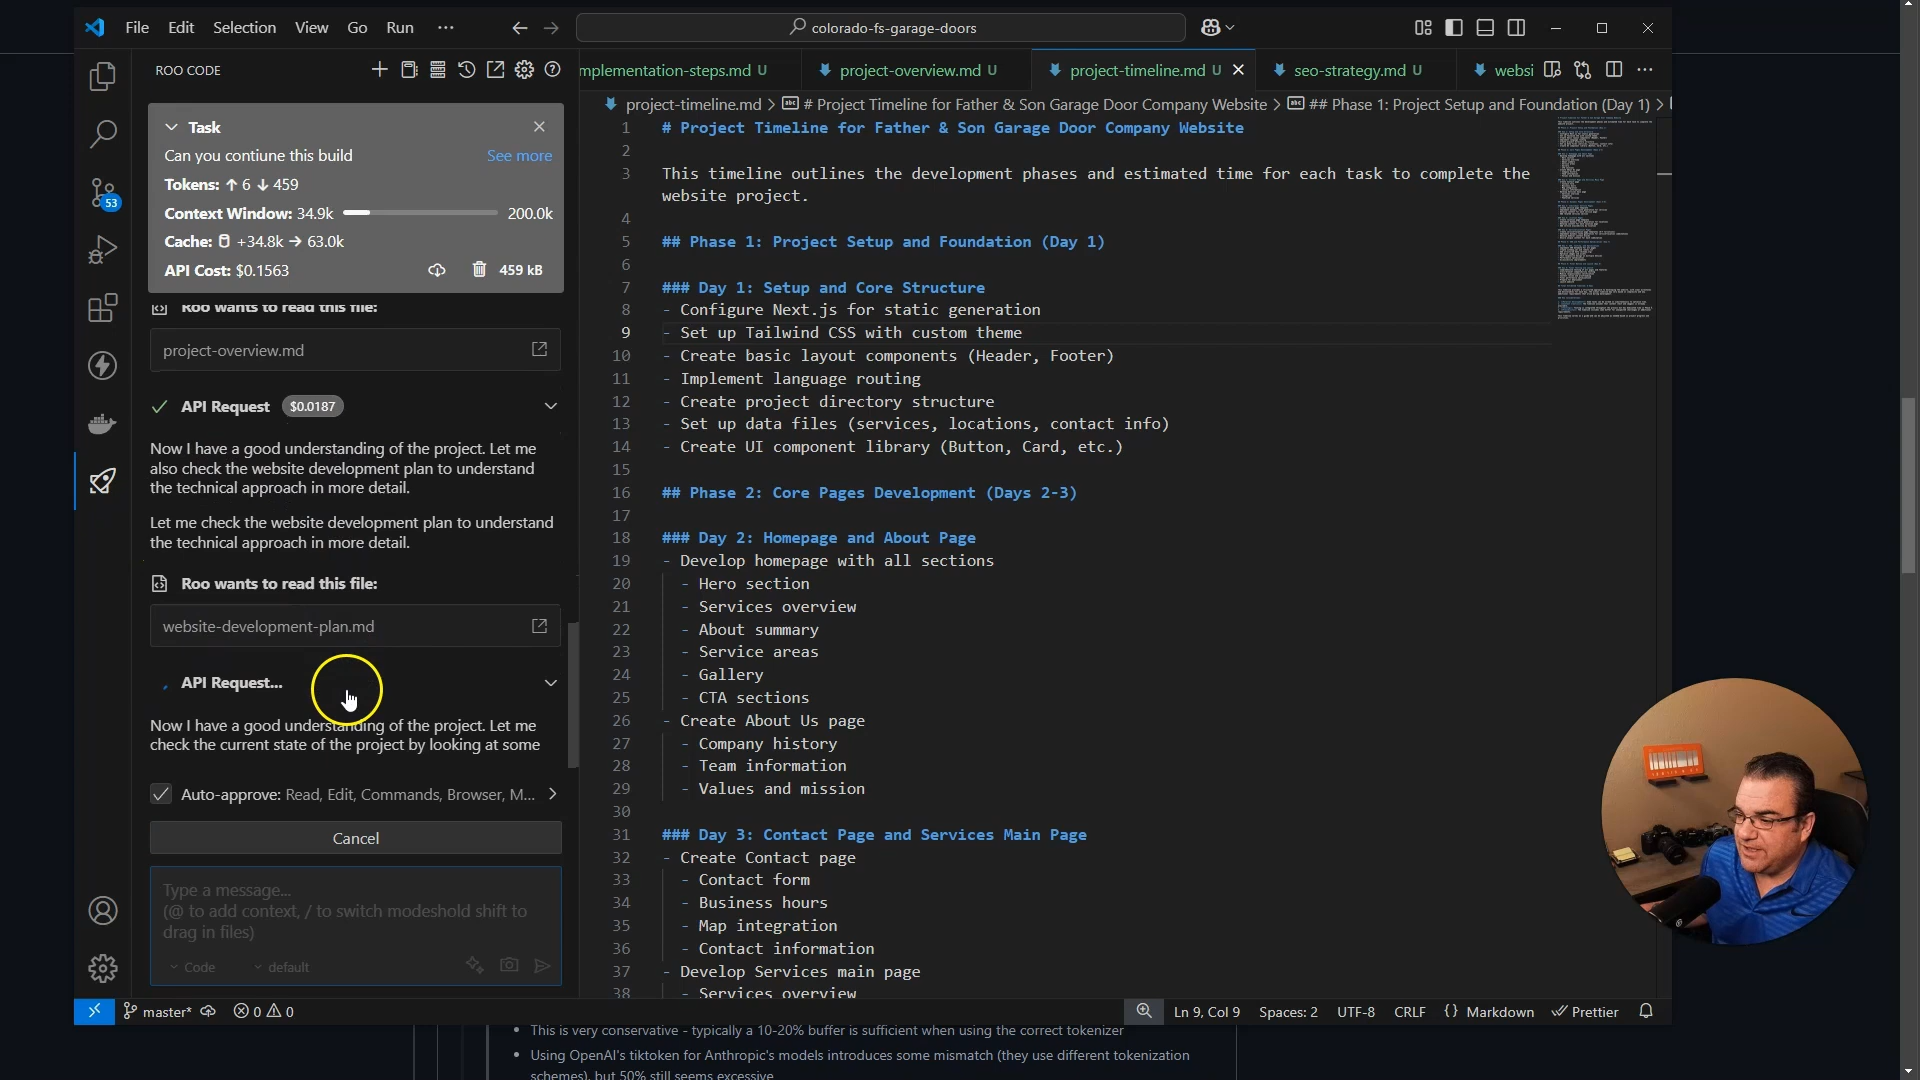 File Edit Selection View Go Run ···
colorado-fs-garage-doors
ROO CODE
mplementation-steps.md U
project-overview.md U
project-timeline.md U
seo-strategy.md U
websi
project-timeline.md > # Project Timeline for Father & Son Garage Door Company Website > ## Phase 1: Project Setup and Foundation (Day 1) >
53
Task
Can you contiune this build See more
Tokens: ↑ 6 ↓ 459
Context Window: 34.9k 200.0k
Cache: +34.8k → 63.0k
API Cost: $0.1563 459 kB
Roo wants to read this file:
project-overview.md
API Request $0.0187
Now I have a good understanding of the project. Let me
also check the website development plan to understand
the technical approach in more detail.
Let me check the website development plan to understand
the technical approach in more detail.
Roo wants to read this file:
website-development-plan.md
API Request...
Now I have a good understanding of the project. Let me
check the current state of the project by looking at some
Auto-approve: Read, Edit, Commands, Browser, M...
Cancel
Type a message...
(@ to add context, / to switch modeshold shift to
drag in files)
Code default
1 # Project Timeline for Father & Son Garage Door Company Website
2
3 This timeline outlines the development phases and estimated time for each task to complete the
website project.
4
5 ## Phase 1: Project Setup and Foundation (Day 1)
6
7 ### Day 1: Setup and Core Structure
8 - Configure Next.js for static generation
9 - Set up Tailwind CSS with custom theme
10 - Create basic layout components (Header, Footer)
11 - Implement language routing
12 - Create project directory structure
13 - Set up data files (services, locations, contact info)
14 - Create UI component library (Button, Card, etc.)
15
16 ## Phase 2: Core Pages Development (Days 2-3)
17
18 ### Day 2: Homepage and About Page
19 - Develop homepage with all sections
20 - Hero section
21 - Services overview
22 - About summary
23 - Service areas
24 - Gallery
25 - CTA sections
26 - Create About Us page
27 - Company history
28 - Team information
29 - Values and mission
30
31 ### Day 3: Contact Page and Services Main Page
32 - Create Contact page
33 - Contact form
34 - Business hours
35 - Map integration
36 - Contact information
37 - Develop Services main page
38 - Services overview
master* 0 0 Ln 9, Col 9 Spaces: 2 UTF-8 CRLF {} Markdown Prettier
• This is very conservative - typically a 10-20% buffer is sufficient when using the correct tokenizer
• Using OpenAI's tiktoken for Anthropic's models introduces some mismatch (they use different tokenization
schemes), but 50% still seems excessive